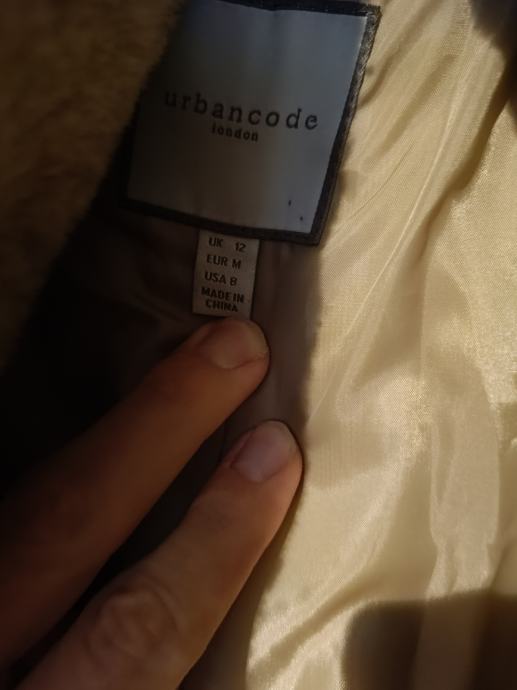 urbancode
london
UK 12
EUR M
USA 8
MADE IN
CHINA